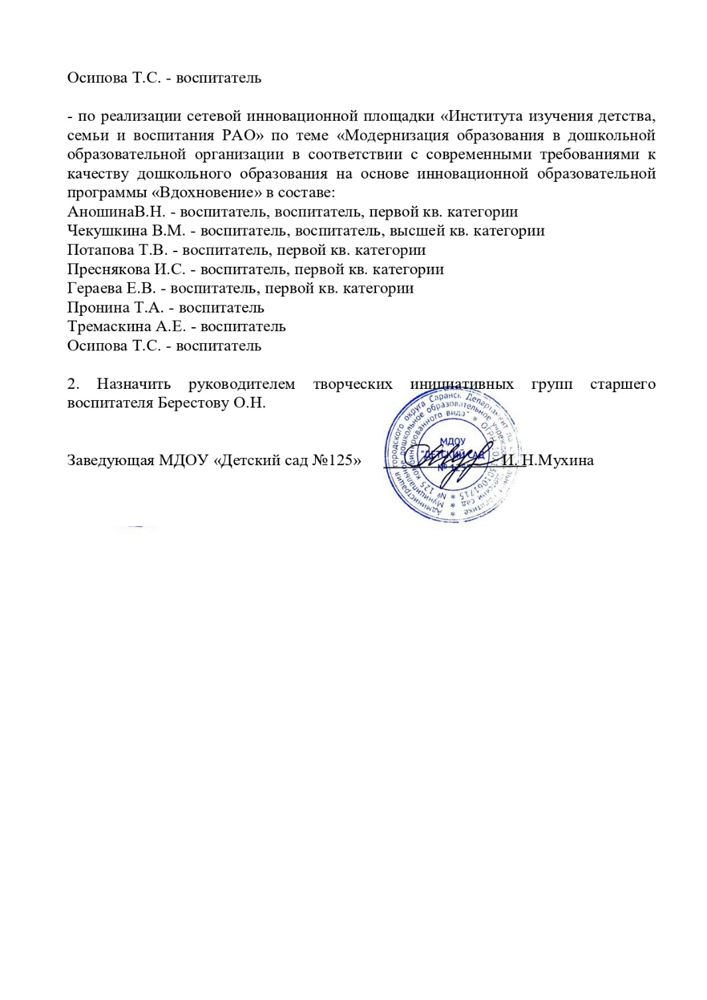 Осипова Т.С. - воспитатель
- по реализации сетевой инновационной площадки «Института изучения детства,
семьи и воспитания РАО» по теме «Модернизация образования в дошкольной
образовательной организации в соответствии с современными требованиями к
качеству дошкольного образования на основе инновационной образовательной
программы «Вдохновение» в составе:
АношинаВ.Н. - воспитатель, воспитатель, первой кв. категории
Чекушкина В.М. - воспитатель, воспитатель, высшей кв. категории
Потапова Т.В. - воспитатель, первой кв. категории
Преснякова И.С. - воспитатель, первой кв. категории
Гераева Е.В. - воспитатель, первой кв. категории
Пронина Т.А. - воспитатель
Тремаскина А.Е. - воспитатель
Осипова Т.С. - воспитатель
2. Назначить руководителем творческих инициативных групп старшего
воспитателя Берестову О.Н.
Заведующая МДОУ «Детский сад №125» И. Н.Мухина
Администрация городского округа Саранск Департамент по
Муниципальное дошкольное образовательное учреждение детский сад
№ 125 комбинированного вида" * ОГРН
МДОУ
"ДЕТСКИЙ САД
№ 125"